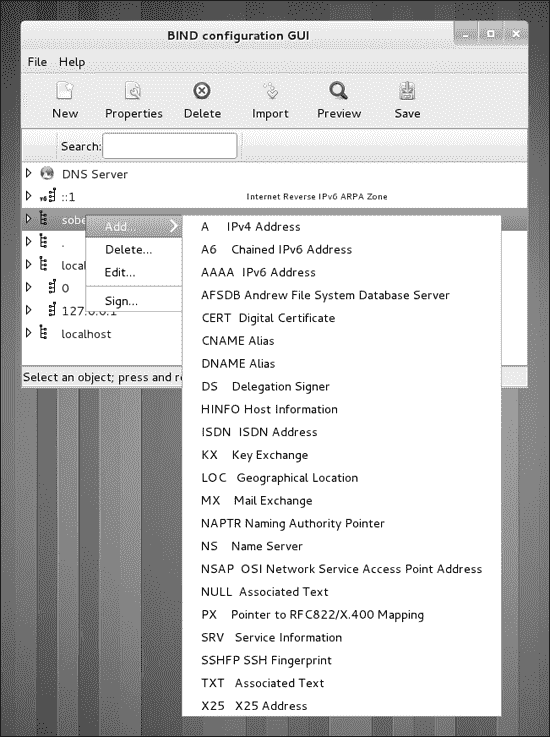 BIND configuration GUI
File Help
New Properties Delete Import Preview Save
Search:
DNS Server
::1 Internet Reverse IPv6 ARPA Zone
Add...
.
Delete...
Edit...
0
Sign...
localhost
Select an object; press and
A IPv4 Address
A6 Chained IPv6 Address
AAAA IPv6 Address
AFSDB Andrew File System Database Server
CERT Digital Certificate
CNAME Alias
DNAME Alias
DS Delegation Signer
HINFO Host Information
ISDN ISDN Address
KX Key Exchange
LOC Geographical Location
MX Mail Exchange
NAPTR Naming Authority Pointer
NS Name Server
NSAP OSI Network Service Access Point Address
NULL Associated Text
PX Pointer to RFC822/X.400 Mapping
SRV Service Information
SSHFP SSH Fingerprint
TXT Associated Text
X25 X25 Address